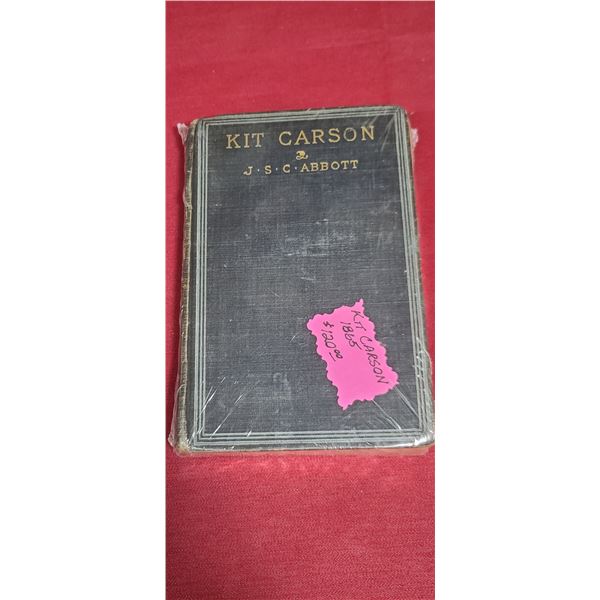 KIT CARSON
J·S·C·ABBOTT
KIT CARSON
1865
$120.00